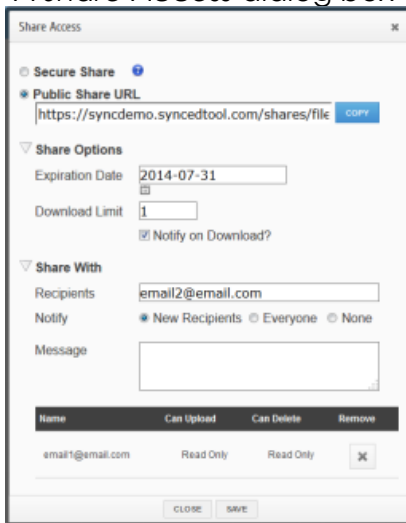 Share Access
Secure Share
Public Share URL
https://syncdemo.syncedtool.com/shares/file COPY
Share Options
Expiration Date 2014-07-31
Download Limit 1
Notify on Download?
Share With
Recipients email2@email.com
Notify New Recipients Everyone None
Message
Name Can Upload Can Delete Remove
email1@email.com Read Only Read Only
CLOSE SAVE